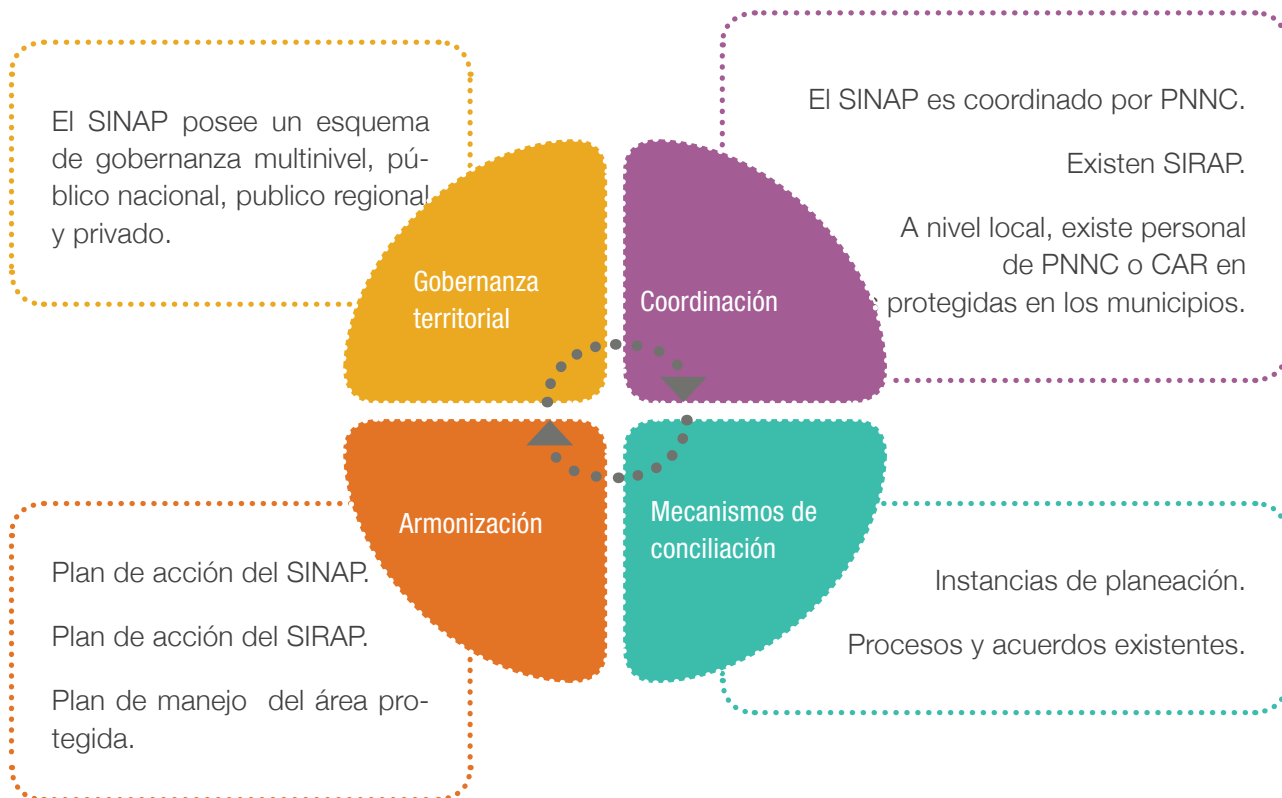 El SINAP posee un esquema
de gobernanza multinivel, pú-
blico nacional, publico regional
y privado.
El SINAP es coordinado por PNNC.
Existen SIRAP.
A nivel local, existe personal
de PNNC o CAR en
protegidas en los municipios.
Gobernanza
territorial
Coordinación
Armonización
Mecanismos de
conciliación
Plan de acción del SINAP.
Plan de acción del SIRAP.
Plan de manejo del área pro-
tegida.
Instancias de planeación.
Procesos y acuerdos existentes.